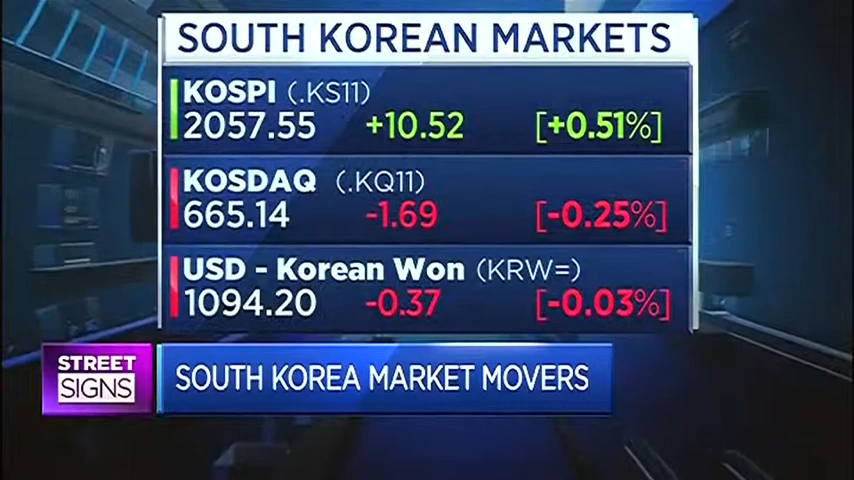 SOUTH KOREAN MARKETS
KOSPI (.KS11)
2057.55 +10.52 [+0.51%]
KOSDAQ (.KQ11)
665.14 -1.69 [-0.25%]
USD - Korean Won (KRW=)
1094.20 -0.37 [-0.03%]
STREET
SIGNS
SOUTH KOREA MARKET MOVERS